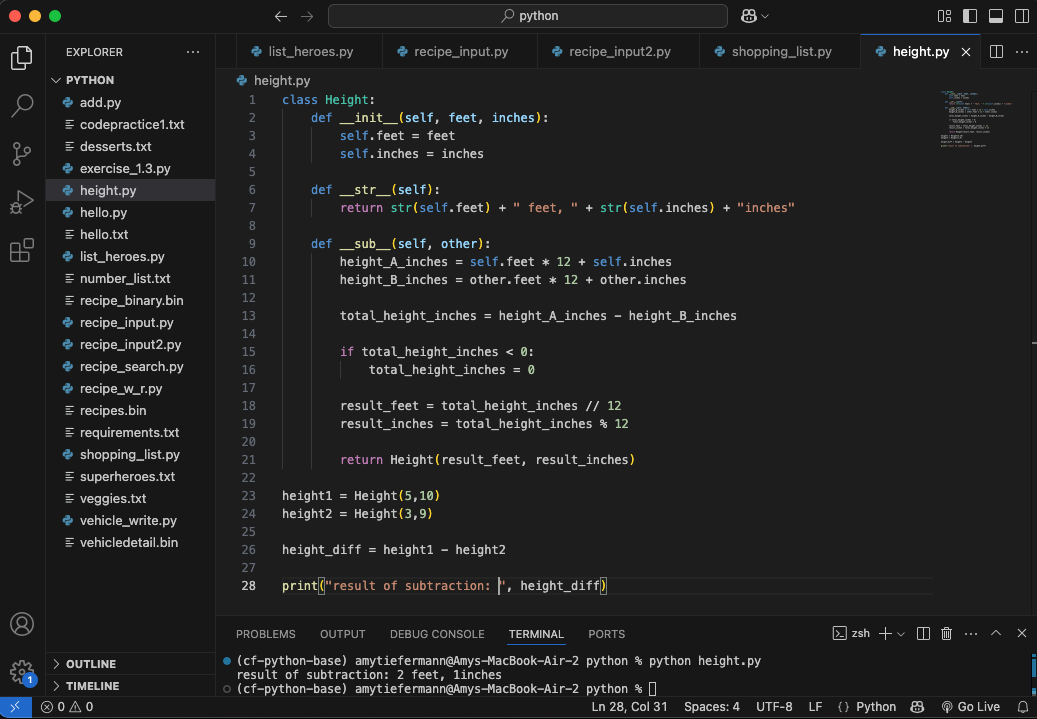 python
EXPLORER
PYTHON
add.py
codepractice1.txt
desserts.txt
exercise_1.3.py
height.py
hello.py
hello.txt
list_heroes.py
number_list.txt
recipe_binary.bin
recipe_input.py
recipe_input2.py
recipe_search.py
recipe_w_r.py
recipes.bin
requirements.txt
shopping_list.py
superheroes.txt
veggies.txt
vehicle_write.py
vehicledetail.bin
OUTLINE
TIMELINE
list_heroes.py recipe_input.py recipe_input2.py shopping_list.py height.py
height.py
1 class Height:
2 def __init__(self, feet, inches):
3 self.feet = feet
4 self.inches = inches
5
6 def __str__(self):
7 return str(self.feet) + " feet, " + str(self.inches) + "inches"
8
9 def __sub__(self, other):
10 height_A_inches = self.feet * 12 + self.inches
11 height_B_inches = other.feet * 12 + other.inches
12
13 total_height_inches = height_A_inches - height_B_inches
14
15 if total_height_inches < 0:
16 total_height_inches = 0
17
18 result_feet = total_height_inches // 12
19 result_inches = total_height_inches % 12
20
21 return Height(result_feet, result_inches)
22
23 height1 = Height(5,10)
24 height2 = Height(3,9)
25
26 height_diff = height1 - height2
27
28 print("result of subtraction: ", height_diff)
PROBLEMS OUTPUT DEBUG CONSOLE TERMINAL PORTS zsh
(cf-python-base) amytiefermann@Amys-MacBook-Air-2 python % python height.py
result of subtraction: 2 feet, 1inches
(cf-python-base) amytiefermann@Amys-MacBook-Air-2 python %
1
0 0 Ln 28, Col 31 Spaces: 4 UTF-8 LF {} Python Go Live